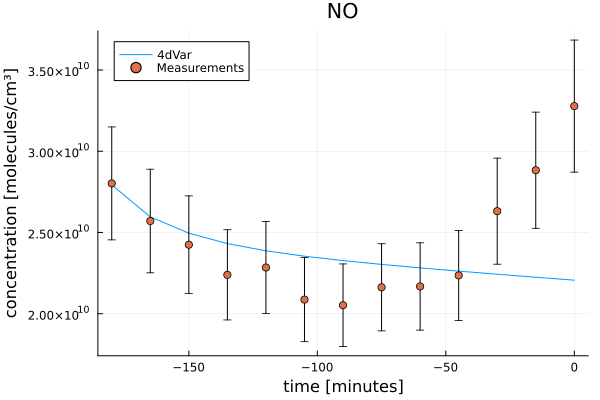 NO
4dVar
Measurements
concentration [molecules/cm³]
3.50×10¹⁰
3.00×10¹⁰
2.50×10¹⁰
2.00×10¹⁰
−150
−100
−50
0
time [minutes]